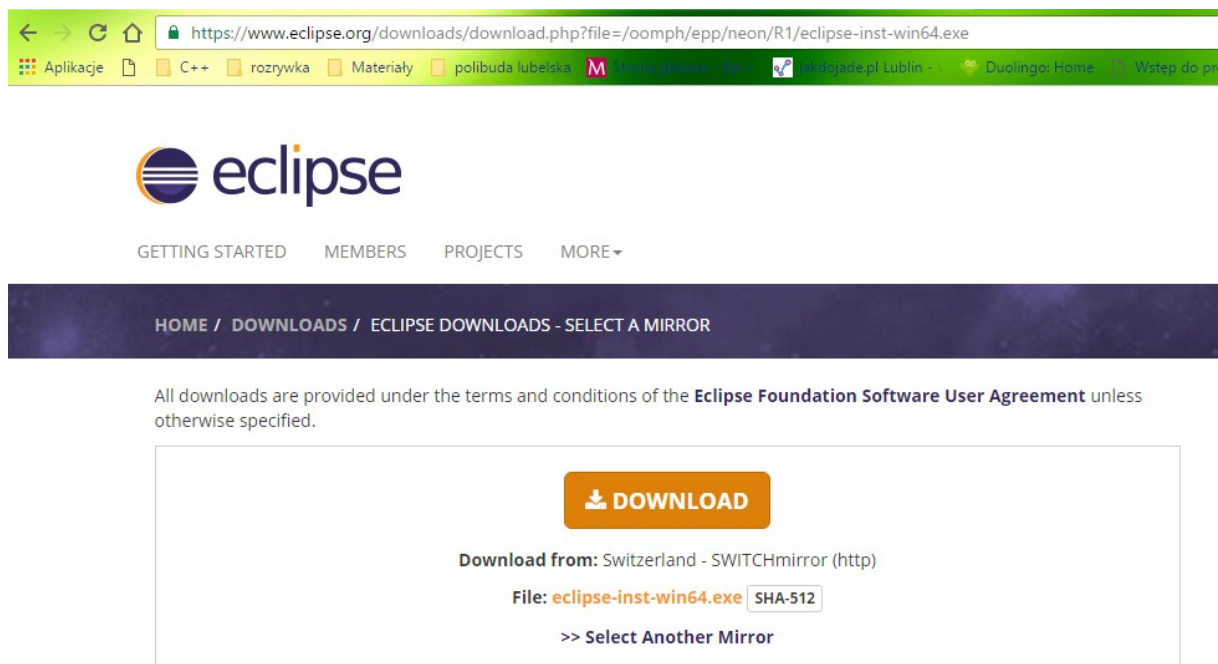 https://www.eclipse.org/downloads/download.php?file=/oomph/epp/neon/R1/eclipse-inst-win64.exe
Aplikacje C++ rozrywka Materiały polibuda lubelska M Strona główna - jakdojade.pl Lublin - Duolingo: Home Wstęp do pr
eclipse
GETTING STARTED MEMBERS PROJECTS MORE
HOME / DOWNLOADS / ECLIPSE DOWNLOADS - SELECT A MIRROR
All downloads are provided under the terms and conditions of the Eclipse Foundation Software User Agreement unless
otherwise specified.
DOWNLOAD
Download from: Switzerland - SWITCHmirror (http)
File: eclipse-inst-win64.exe SHA-512
>> Select Another Mirror